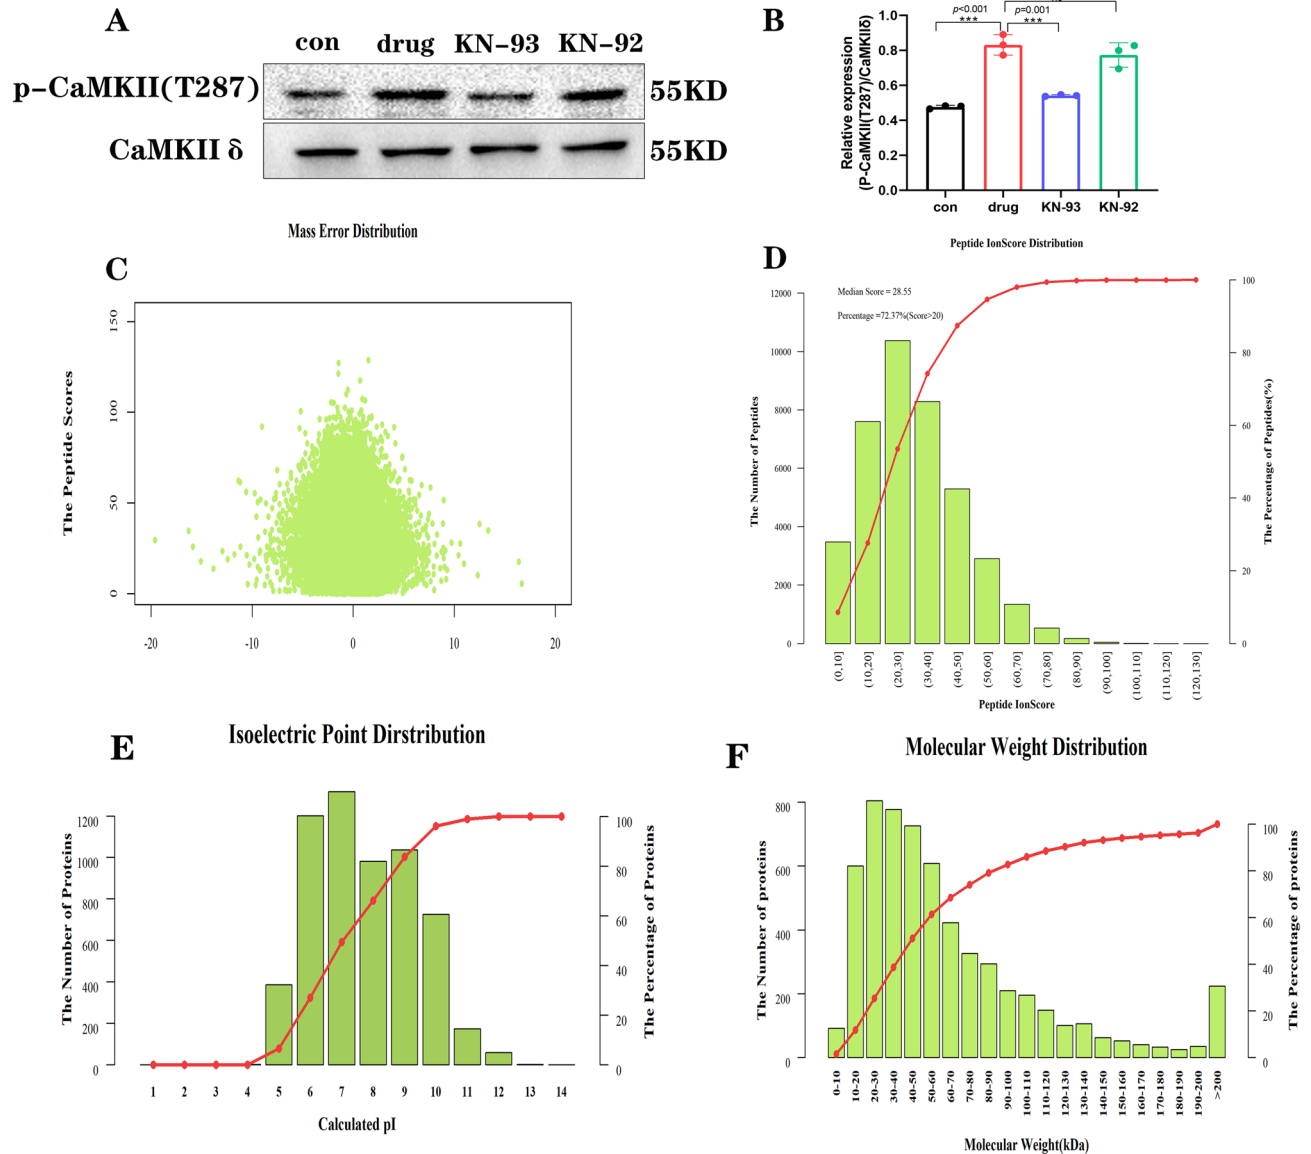 A
con drug KN-93 KN-92
p-CaMKII(T287) 55KD
CaMKII δ 55KD
B
p<0.001 p=0.001
*** ***
Relative expression
(P-CaMKII(T287)/CaMKIIδ)
1.0
0.8
0.6
0.4
0.2
0.0
con drug KN-93 KN-92
C
Mass Error Distribution
The Peptide Scores
150
100
50
0
-20 -10 0 10 20
D
Peptide IonScore Distribution
Median Score = 28.55
Percentage =72.37%(Score>20)
The Number of Peptides
12000
10000
8000
6000
4000
2000
0
The Percentage of Peptides(%)
100
80
60
40
20
0
(0,10] (10,20] (20,30] (30,40] (40,50] (50,60] (60,70] (70,80] (80,90] (90,100] (100,110] (110,120] (120,130]
Peptide IonScore
E
Isoelectric Point Dirstribution
The Number of Proteins
1200
1000
800
600
400
200
0
The Percentage of Proteins
100
80
60
40
20
0
1 2 3 4 5 6 7 8 9 10 11 12 13 14
Calculated pI
F
Molecular Weight Distribution
The Number of proteins
800
600
400
200
0
The Percentage of proteins
100
80
60
40
20
0
0-10 10-20 20-30 30-40 40-50 50-60 60-70 70-80 80-90 90-100 100-110 110-120 120-130 130-140 140-150 150-160 160-170 170-180 180-190 190-200 >200
Molecular Weight(kDa)